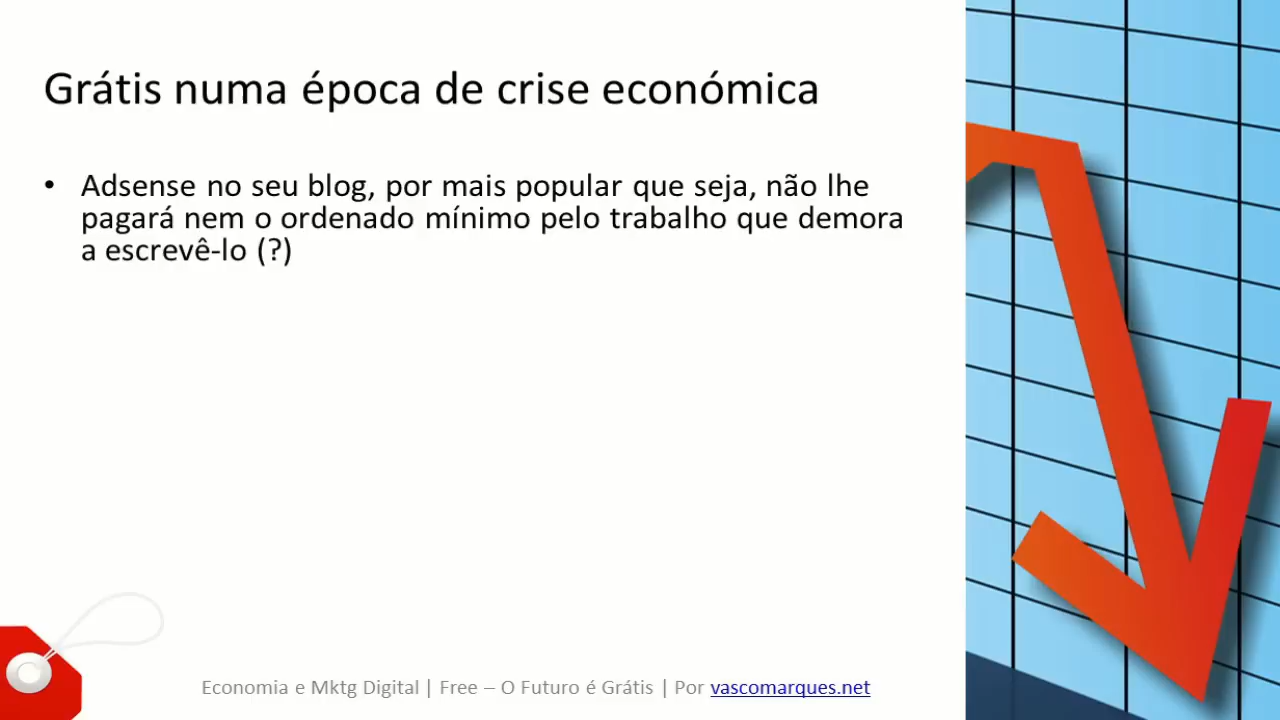 Grátis numa época de crise económica
• Adsense no seu blog, por mais popular que seja, não lhe
pagará nem o ordenado mínimo pelo trabalho que demora
a escrevê-lo (?)
Economia e Mktg Digital | Free – O Futuro é Grátis | Por vascomarques.net